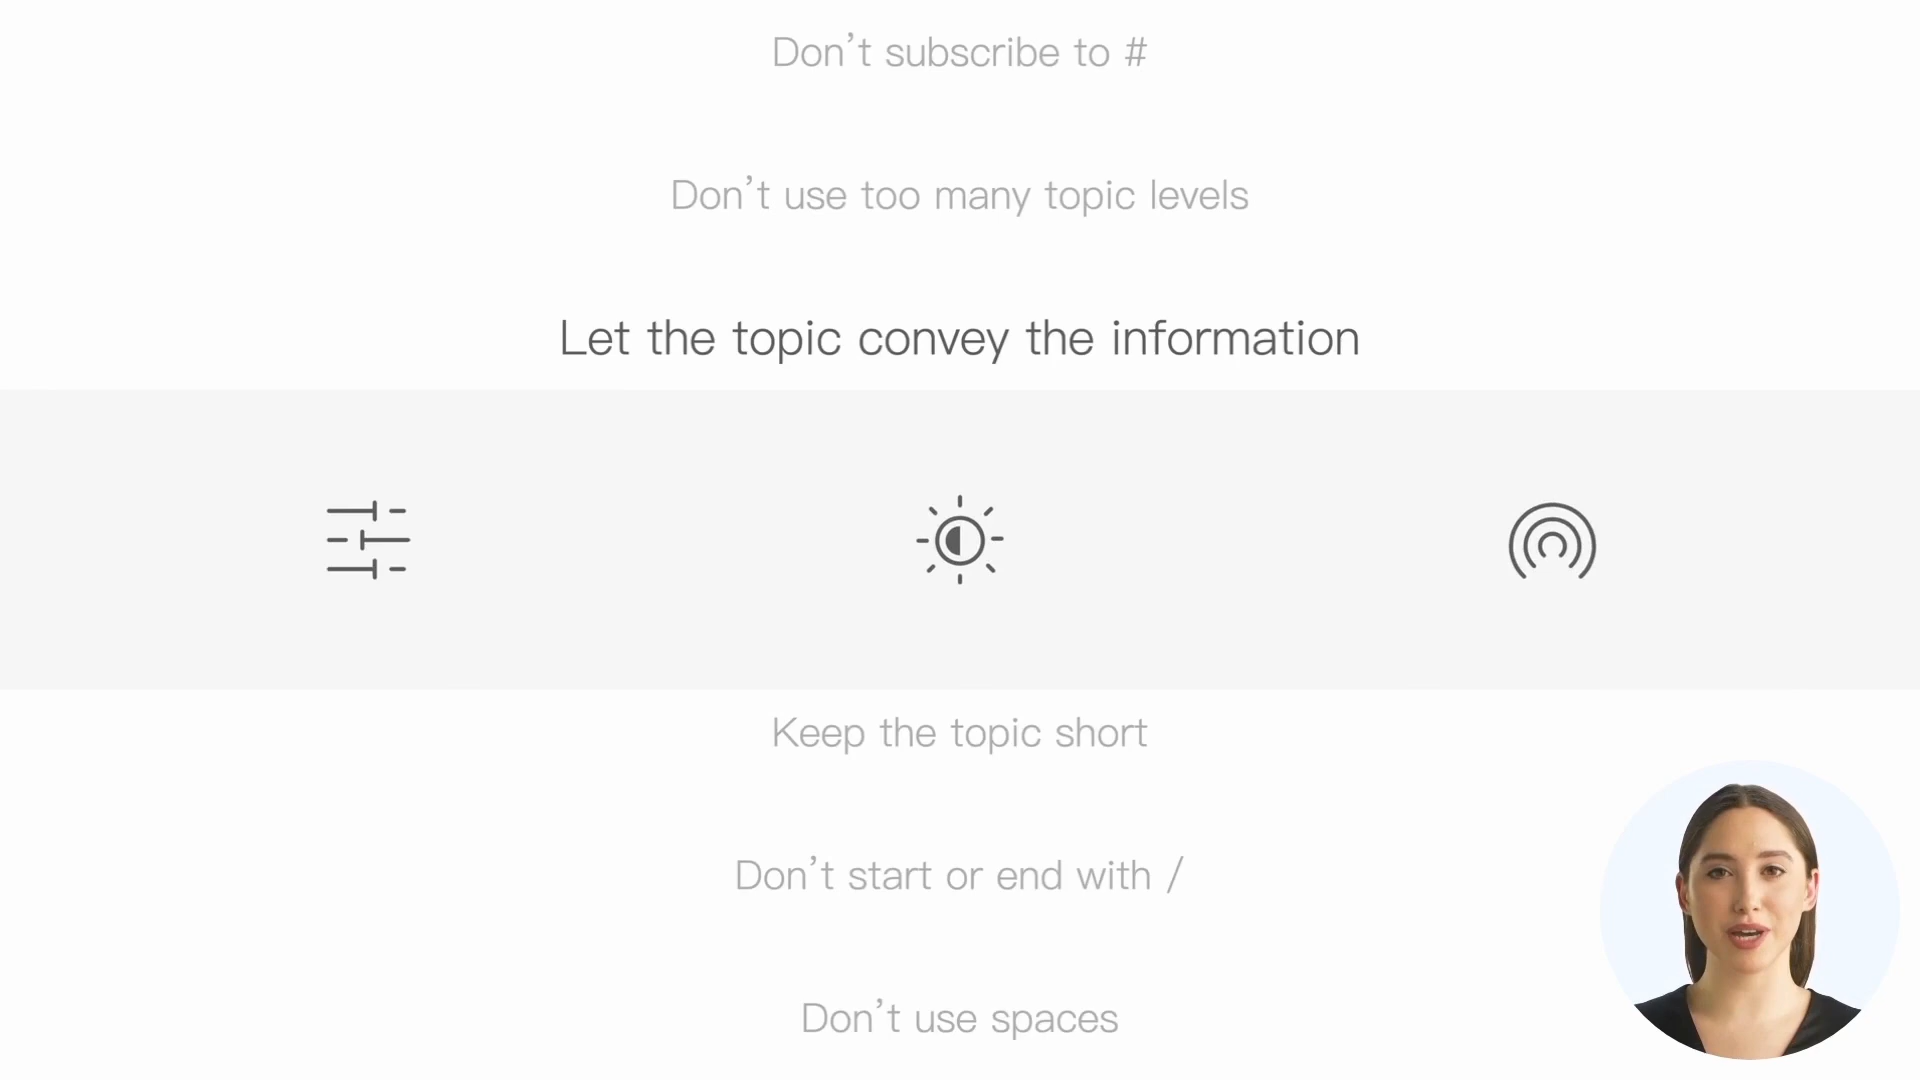 Don’t subscribe to #
Don’t use too many topic levels
Let the topic convey the information
Keep the topic short
Don’t start or end with /
Don’t use spaces